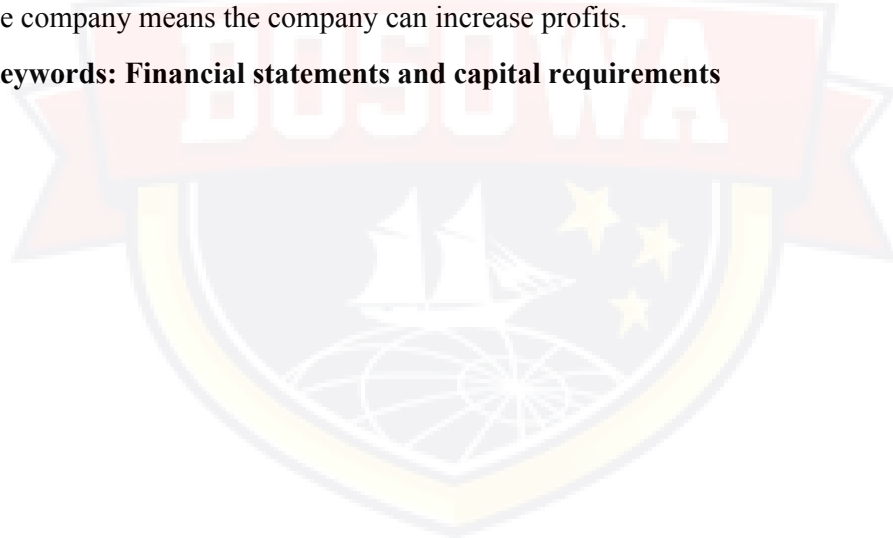 e company means the company can increase profits.
eywords: Financial statements and capital requirements
BOSOWA